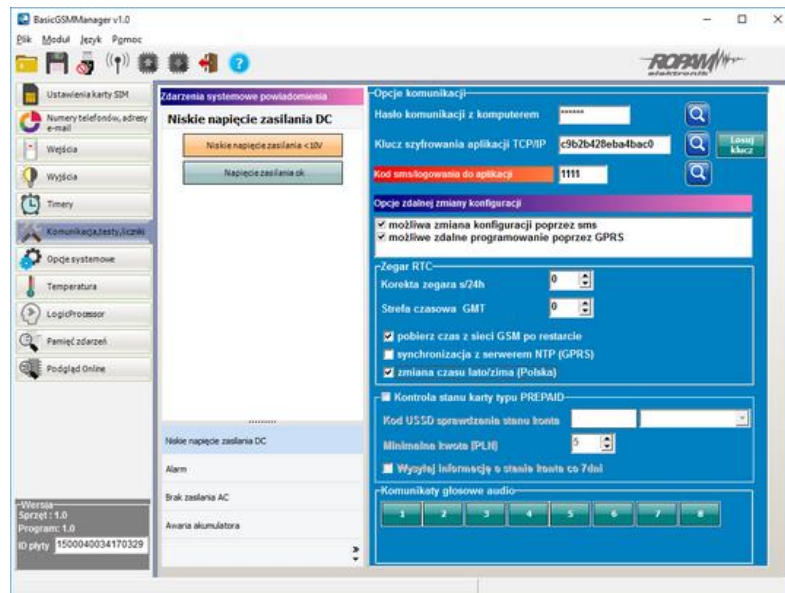 BasicGSMManager v1.0
Plik Moduł Język Pomoc
ROPAM
elektronik
Ustawienia karty SIM
Numery telefonów, adresy e-mail
Wejścia
Wyjścia
Timery
Komunikacja,testy,liczniki
Opcje systemowe
Temperatura
LogicProcessor
Pamięć zdarzeń
Podgląd Online
Wersja
Sprzęt : 1.0
Program: 1.0
ID płyty 1500040034170329
Zdarzenia systemowe powiadomienia
Niskie napięcie zasilania DC
Niskie napięcie zasilania <10V
Napięcie zasilania ok
Niskie napięcie zasilania DC
Alarm
Brak zasilania AC
Awaria akumulatora
Opcje komunikacji
Hasło komunikacji z komputerem ******
Klucz szyfrowania aplikacji TCP/IP c9b2b428eba4bac0 Losuj klucz
Kod sms/logowania do aplikacji 1111
Opcje zdalnej zmiany konfiguracji
możliwa zmiana konfiguracji poprzez sms
możliwe zdalne programowanie poprzez GPRS
Zegar RTC
Korekta zegara s/24h 0
Strefa czasowa GMT 0
pobierz czas z sieci GSM po restarcie
synchronizacja z serwerem NTP (GPRS)
zmiana czasu lato/zima (Polska)
Kontrola stanu karty typu PREPAID
Kod USSD sprawdzania stanu konta
Minimalna kwota (PLN) 5
Wysyłaj informację o stanie konta co 7dni
Komunikaty głosowe audio
1 2 3 4 5 6 7 8